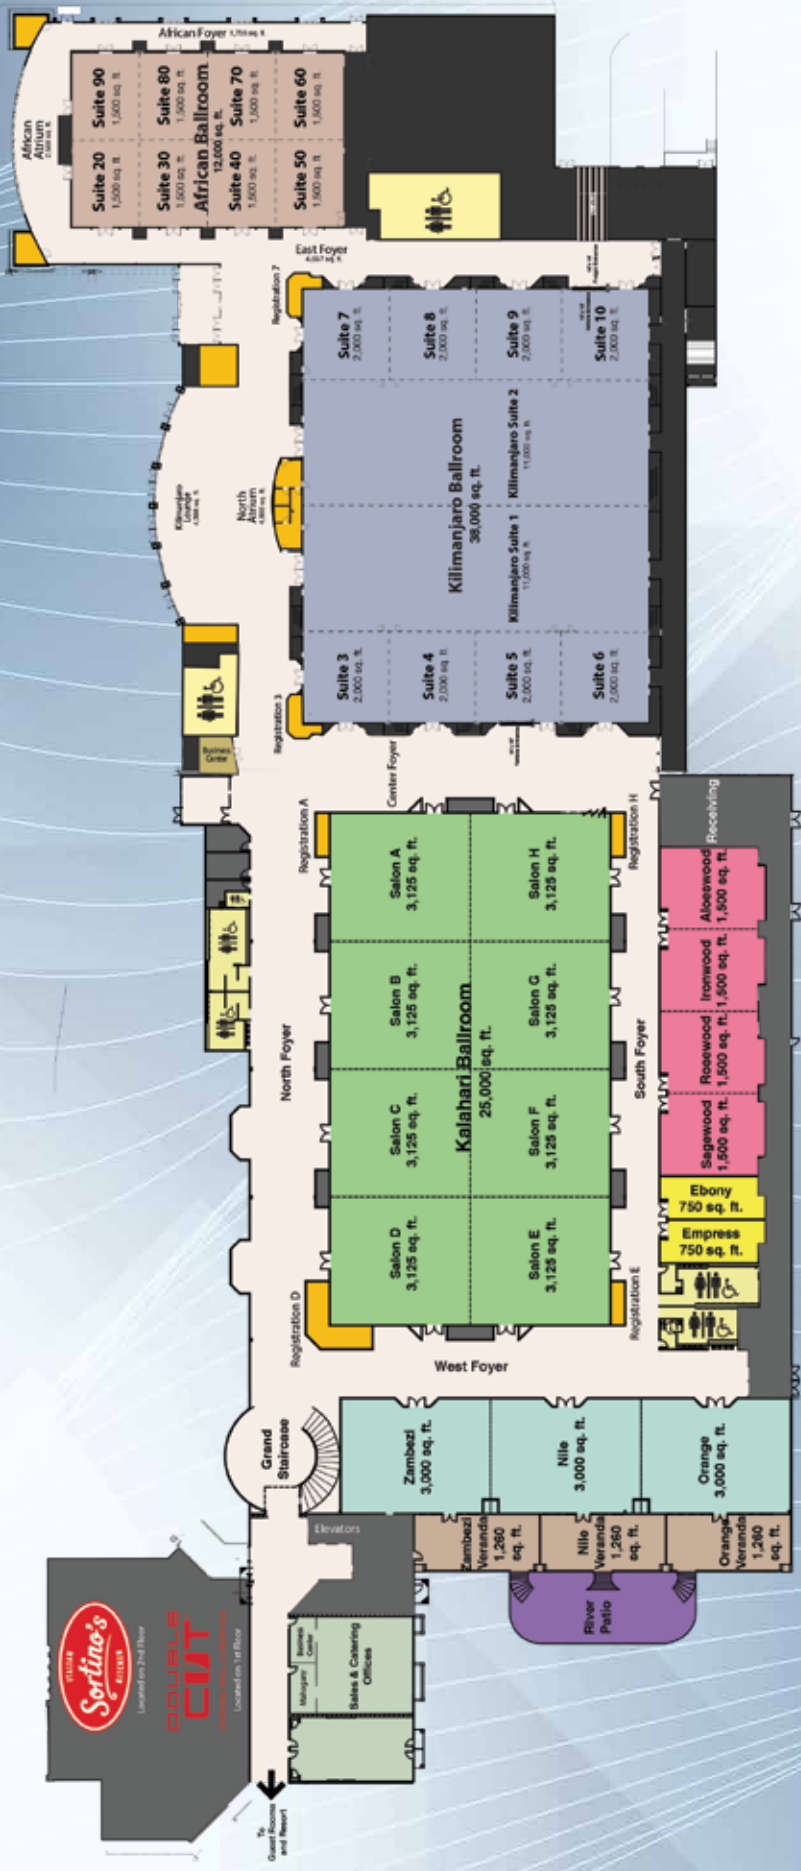 African Foyer 1,750 sq. ft.
African
Atrium
Suite 90
1,500 sq. ft.
Suite 80
1,500 sq. ft.
Suite 70
1,500 sq. ft.
Suite 60
1,500 sq. ft.
African Ballroom
12,000 sq. ft.
Suite 20
1,500 sq. ft.
Suite 30
1,500 sq. ft.
Suite 40
1,500 sq. ft.
Suite 50
1,500 sq. ft.
East Foyer
Registration 7
Suite 7
2,000 sq. ft.
Suite 8
2,000 sq. ft.
Suite 9
2,000 sq. ft.
Suite 10
2,000 sq. ft.
Kilimanjaro
Lounge
North
Atrium
Kilimanjaro Ballroom
38,000 sq. ft.
Kilimanjaro Suite 2
11,000 sq. ft.
Kilimanjaro Suite 1
11,000 sq. ft.
Suite 3
2,000 sq. ft.
Suite 4
2,000 sq. ft.
Suite 5
2,000 sq. ft.
Suite 6
2,000 sq. ft.
Registration 3
Business
Center
Center Foyer
Registration A
Registration H
Receiving
Salon A
3,125 sq. ft.
Salon H
3,125 sq. ft.
Salon B
3,125 sq. ft.
Salon G
3,125 sq. ft.
Kalahari Ballroom
25,000 sq. ft.
Salon C
3,125 sq. ft.
Salon F
3,125 sq. ft.
Salon D
3,125 sq. ft.
Salon E
3,125 sq. ft.
North Foyer
South Foyer
Aloeswood
1,500 sq. ft.
Ironwood
1,500 sq. ft.
Rosewood
1,500 sq. ft.
Sagewood
1,500 sq. ft.
Ebony
750 sq. ft.
Empress
750 sq. ft.
Registration D
Registration E
West Foyer
Grand
Staircase
Zambezi
3,000 sq. ft.
Nile
3,000 sq. ft.
Orange
3,000 sq. ft.
Elevators
Zambezi
Veranda
1,260
sq. ft.
Nile
Veranda
1,260
sq. ft.
Orange
Veranda
1,260
sq. ft.
River
Patio
ITALIAN
Sortino's
KITCHEN
Located on 2nd Floor
DOUBLE
CUT
Located on 1st Floor
Business
Center
Mahogany
Sales & Catering
Offices
To
Guest Rooms
and Resort